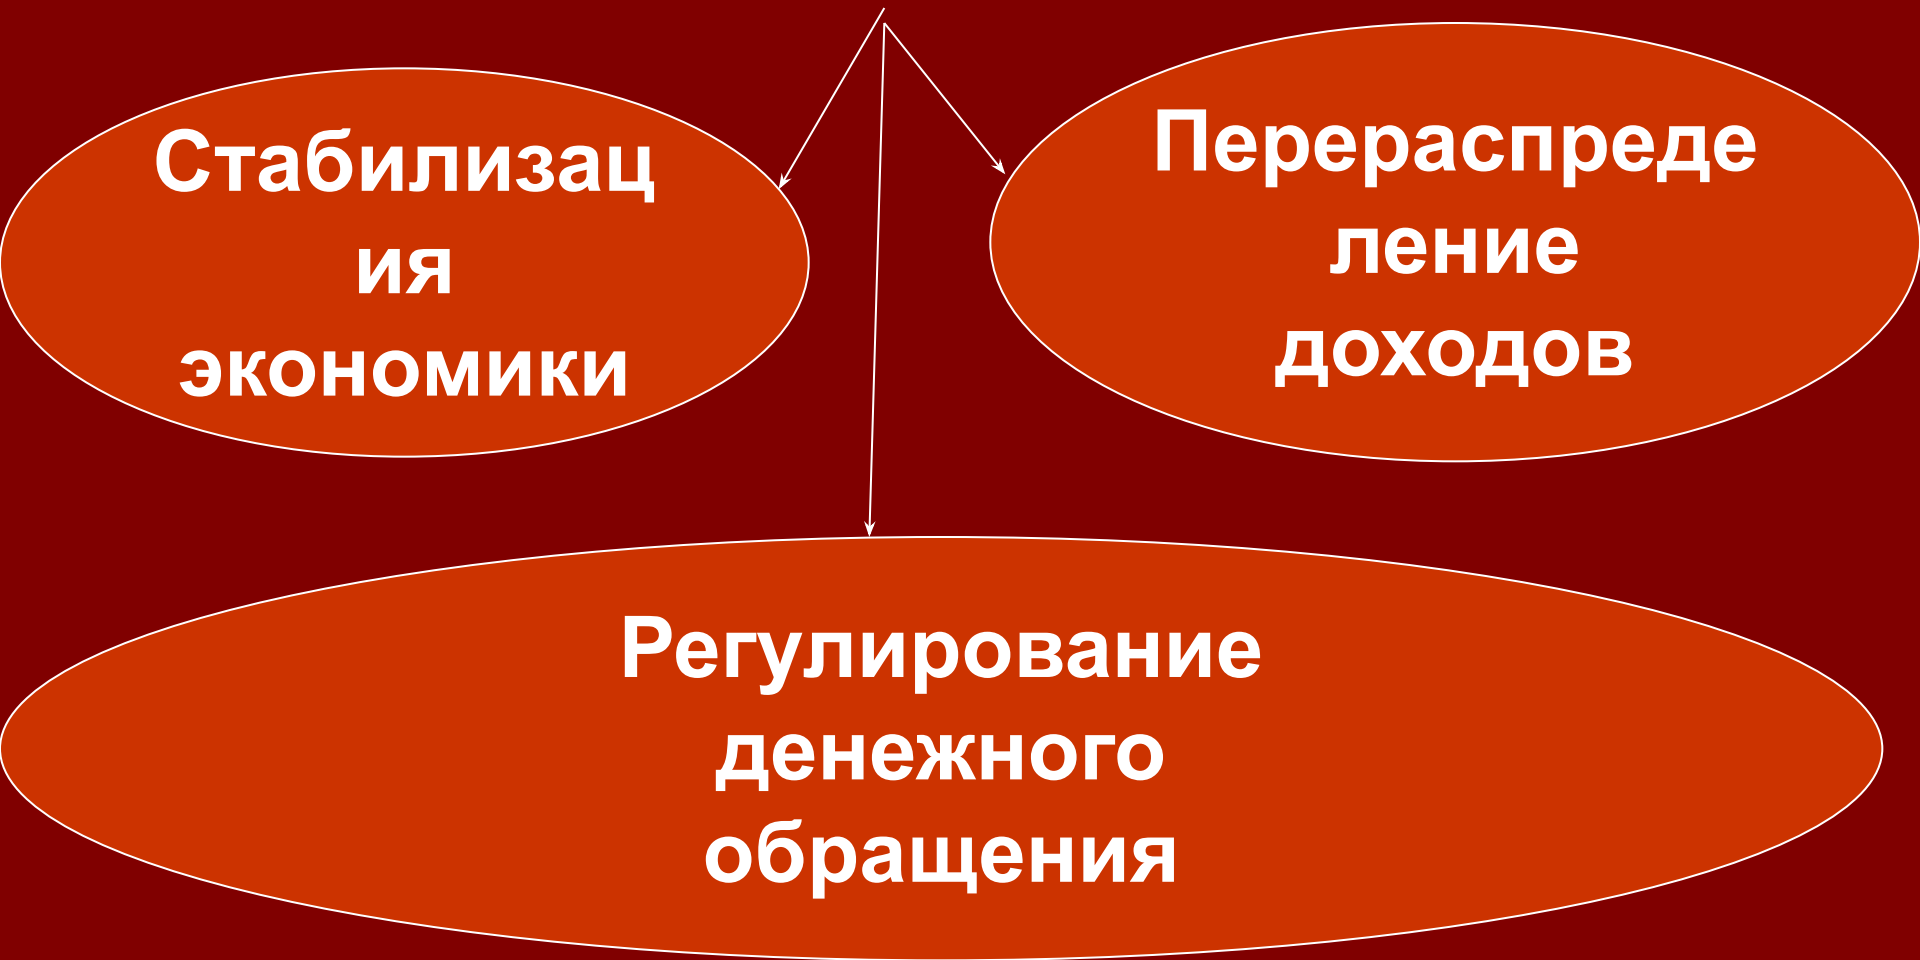 Стабилизац
ия
экономики
Перераспреде
ление
доходов
Регулирование
денежного
обращения